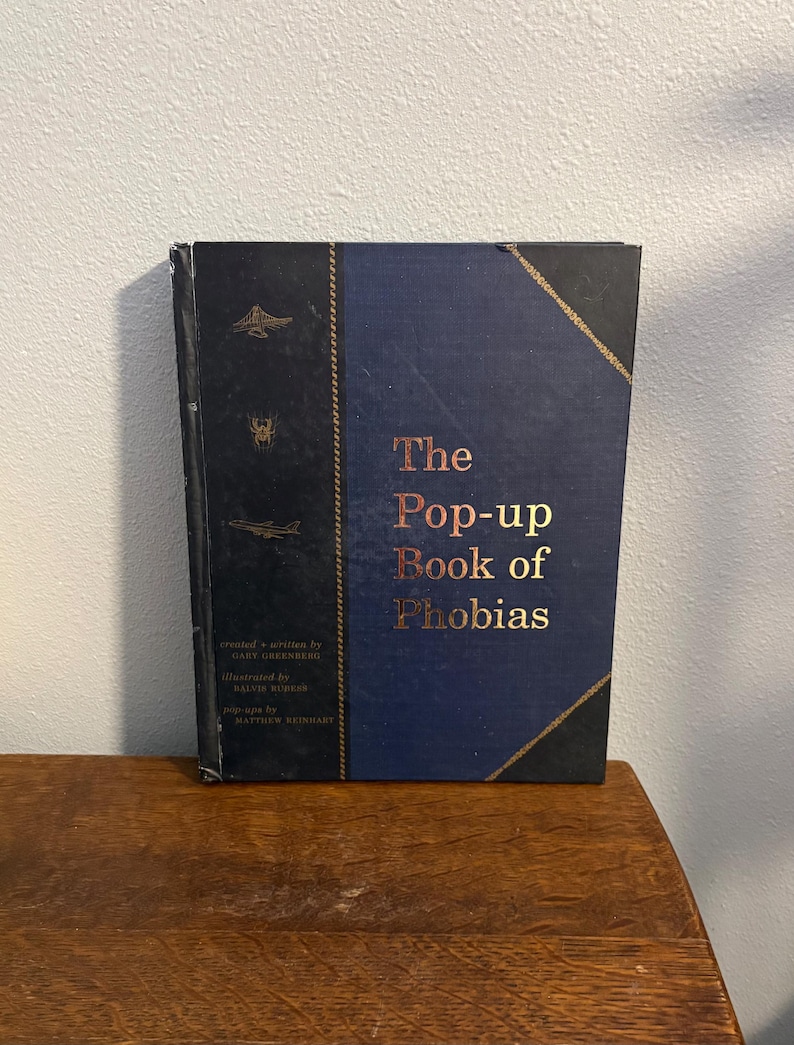 The
Pop-up
Book of
Phobias
created + written by
GARY GREENBERG
illustrated by
BALVIS RUBESS
pop-ups by
MATTHEW REINHART